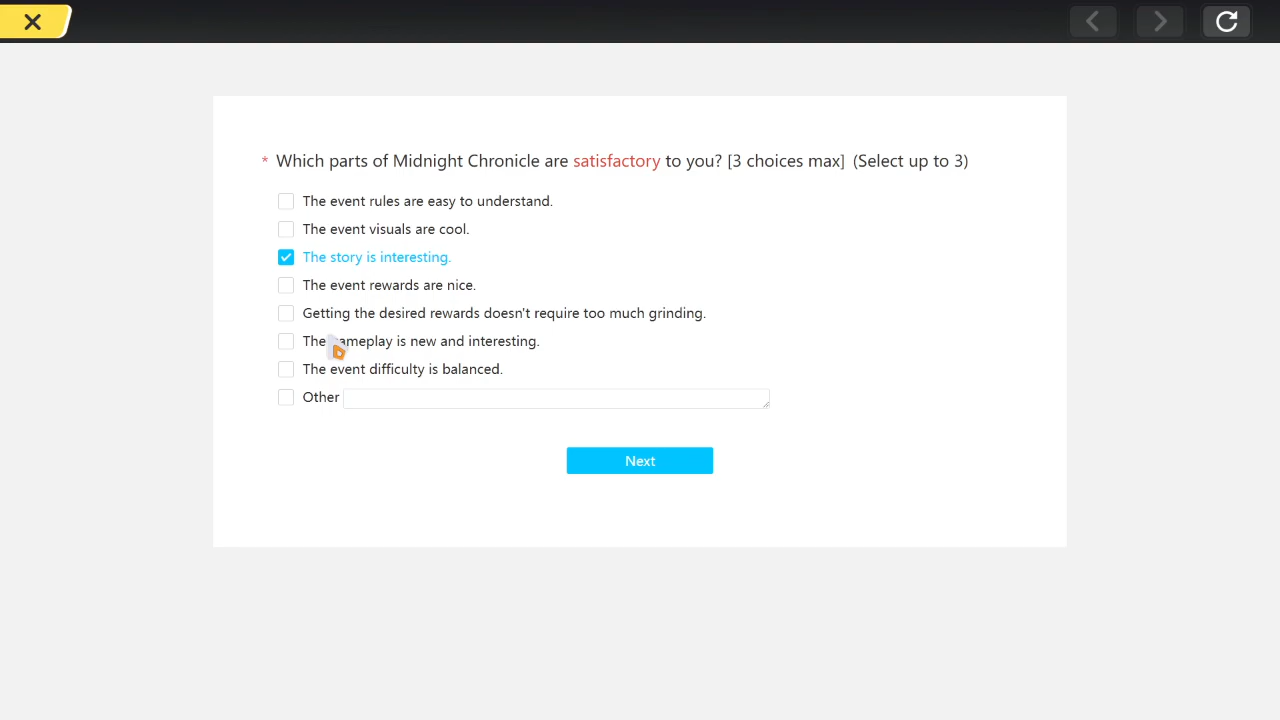 * Which parts of Midnight Chronicle are satisfactory to you? [3 choices max] (Select up to 3)
The event rules are easy to understand.
The event visuals are cool.
The story is interesting.
The event rewards are nice.
Getting the desired rewards doesn't require too much grinding.
The gameplay is new and interesting.
The event difficulty is balanced.
Other
Next